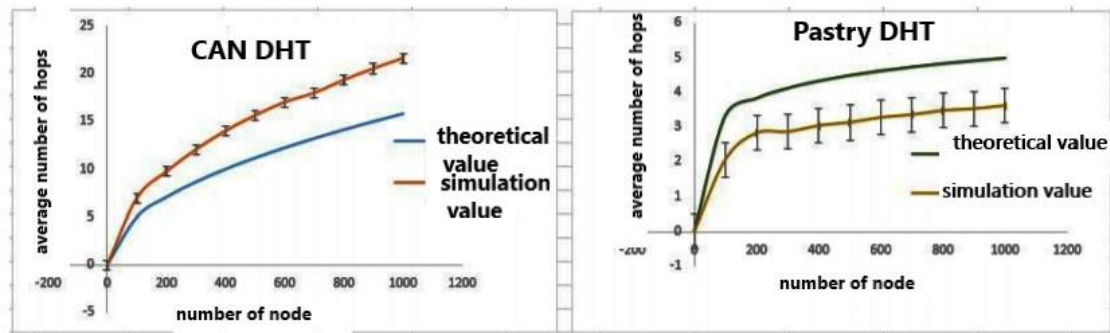 CAN DHT
average number of hops
25
20
15
10
5
0
-5
-200
0
200
400
600
800
1000
1200
number of node
theoretical
value
simulation
value
Pastry DHT
average number of hops
6
5
4
3
2
1
0
-1
-200
0
200
400
600
800
1000
1200
number of node
theoretical value
simulation value